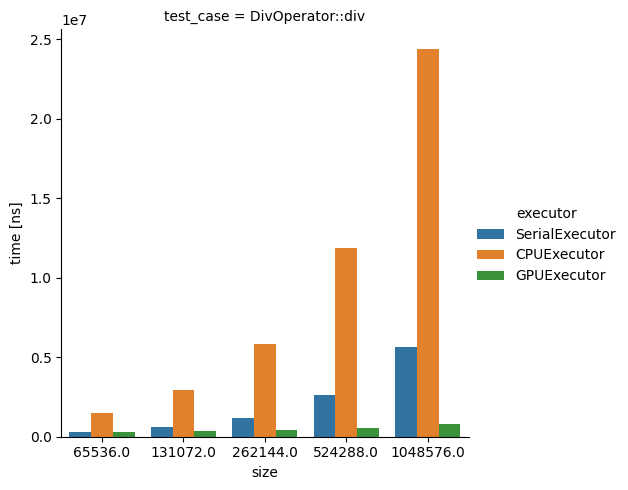 test_case = DivOperator::div
1e7
2.5
2.0
1.5
1.0
0.5
0.0
time [ns]
65536.0 131072.0 262144.0 524288.0 1048576.0
size
executor
SerialExecutor
CPUExecutor
GPUExecutor